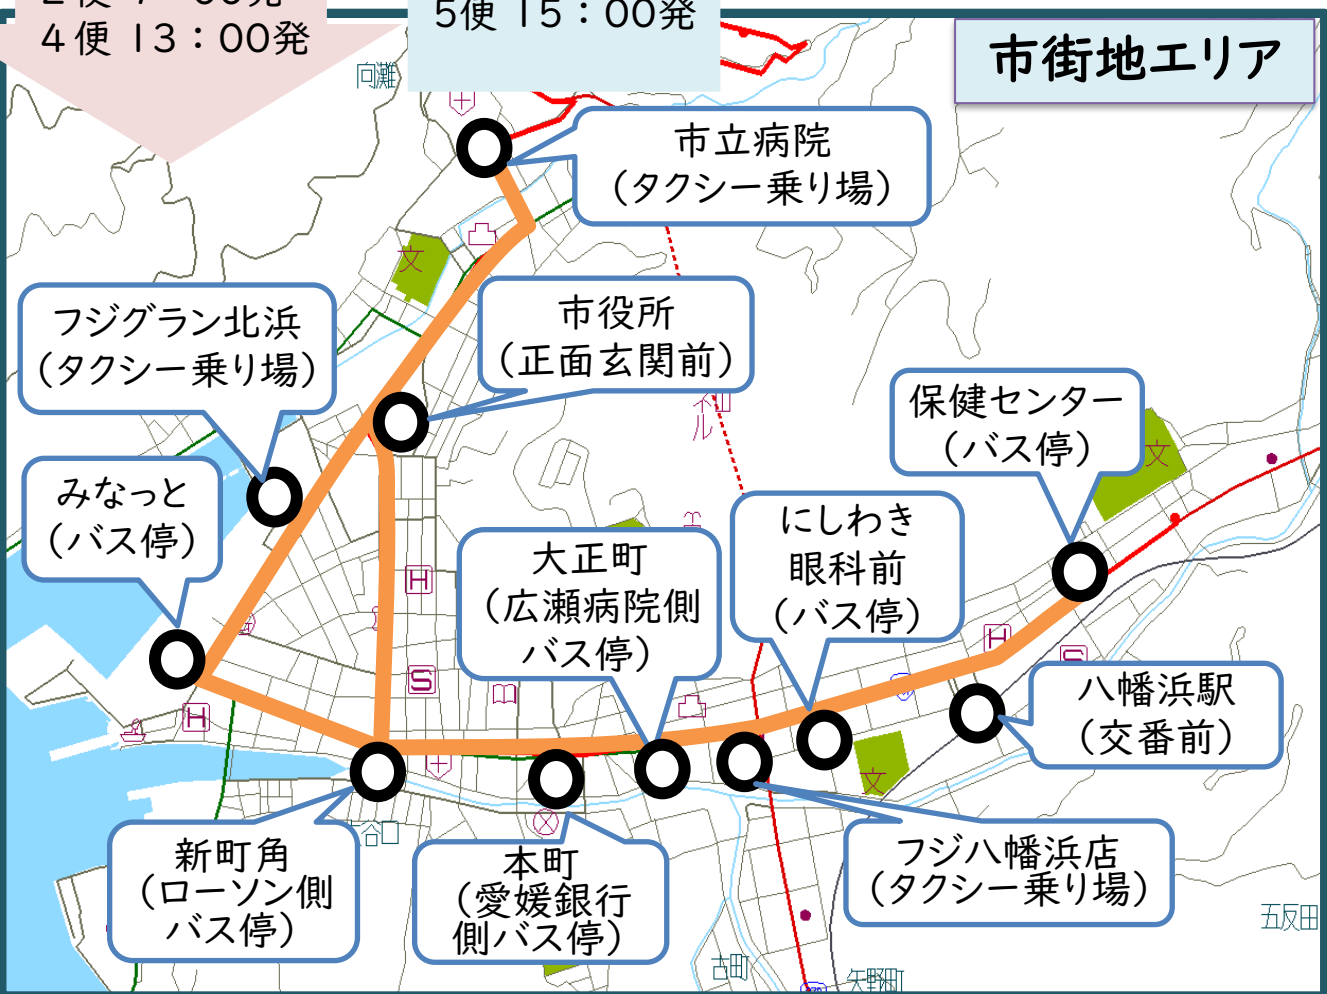 4便 13：00発
5便 15：00発
市街地エリア
向灘
市立病院
（タクシー乗り場）
文
フジグラン北浜
（タクシー乗り場）
市役所
（正面玄関前）
ネル
保健センター
（バス停）
文
みなっと
（バス停）
にしわき
眼科前
（バス停）
大正町
（広瀬病院側
バス停）
H
H
S
S
H
八幡浜駅
（交番前）
文
新町角
（ローソン側
バス停）
本町
（愛媛銀行
側バス停）
フジ八幡浜店
（タクシー乗り場）
谷口
五反田
古町
矢野町